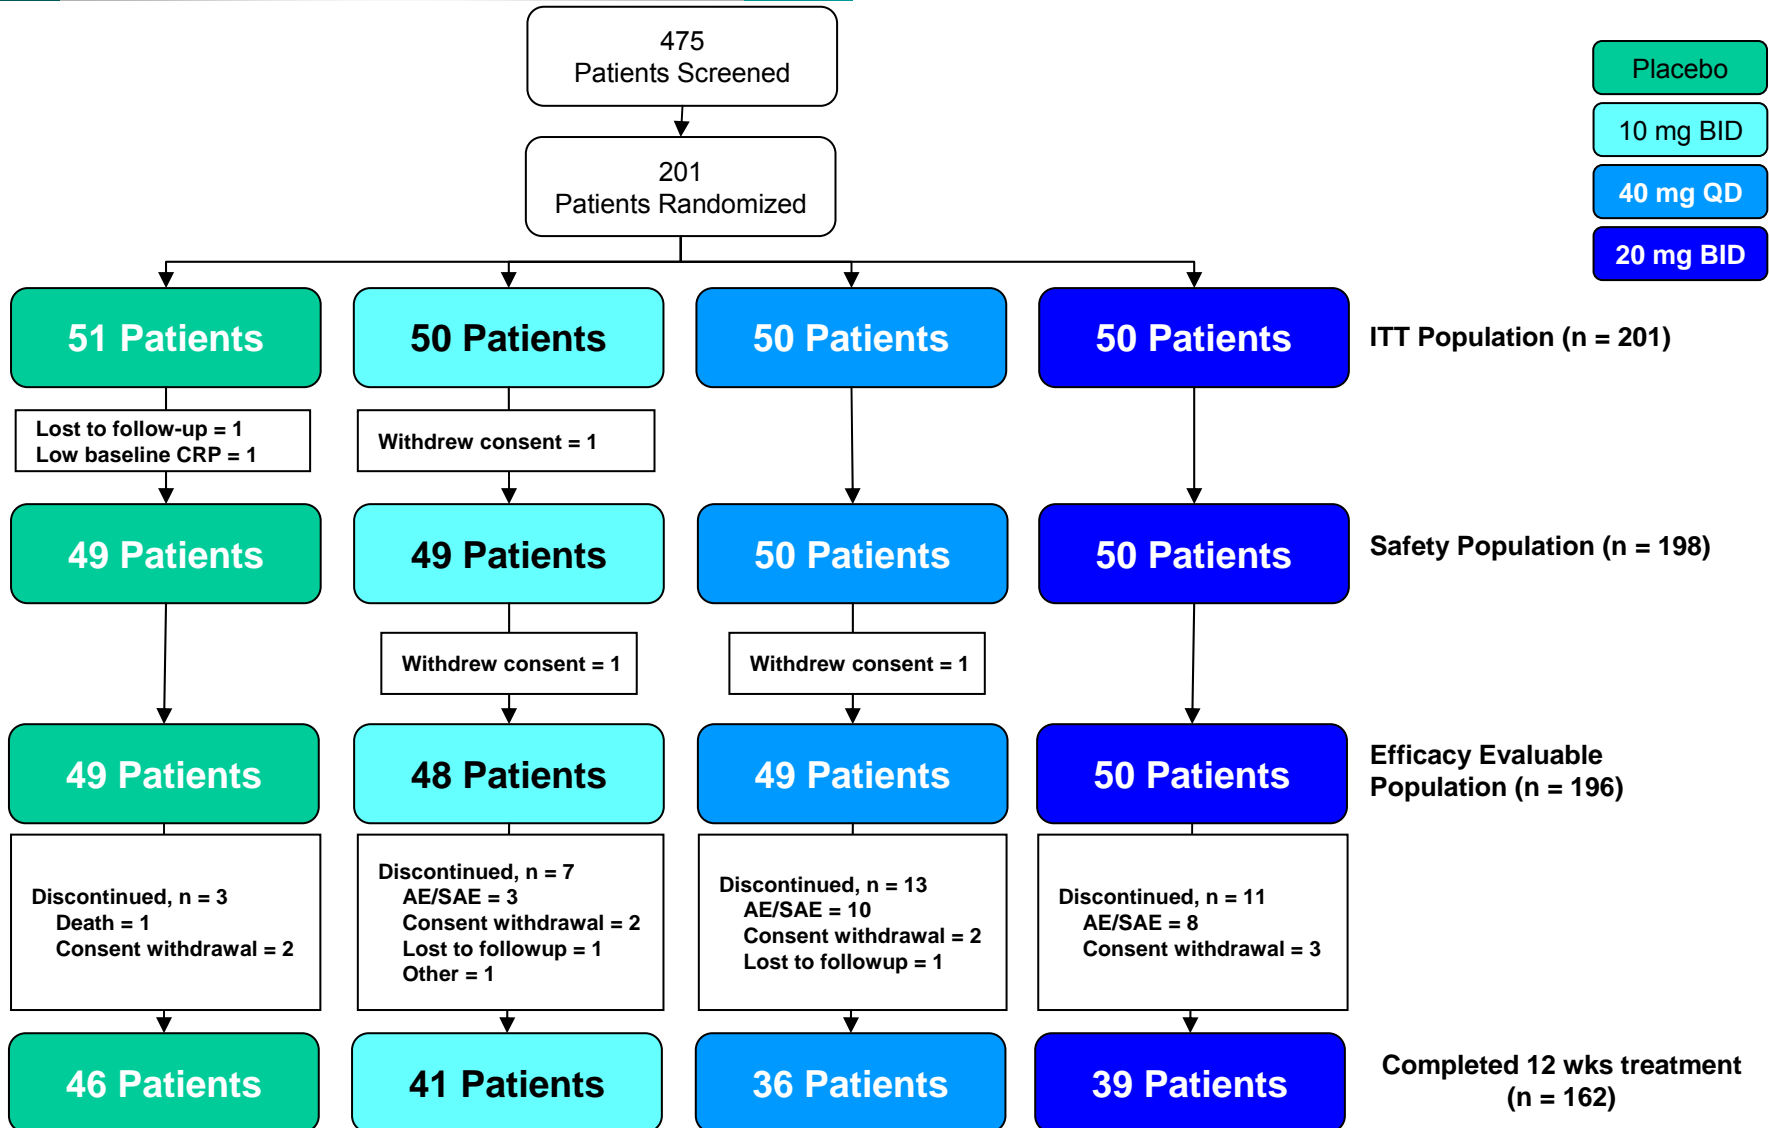 475
Patients Screened
Placebo
10 mg BID
40 mg QD
20 mg BID
201
Patients Randomized
51 Patients
50 Patients
50 Patients
50 Patients
ITT Population (n = 201)
Lost to follow-up = 1
Low baseline CRP = 1
Withdrew consent = 1
49 Patients
49 Patients
50 Patients
50 Patients
Safety Population (n = 198)
Withdrew consent = 1
Withdrew consent = 1
49 Patients
48 Patients
49 Patients
50 Patients
Efficacy Evaluable
Population (n = 196)
Discontinued, n = 3
Death = 1
Consent withdrawal = 2
Discontinued, n = 7
AE/SAE = 3
Consent withdrawal = 2
Lost to followup = 1
Other = 1
Discontinued, n = 13
AE/SAE = 10
Consent withdrawal = 2
Lost to followup = 1
Discontinued, n = 11
AE/SAE = 8
Consent withdrawal = 3
46 Patients
41 Patients
36 Patients
39 Patients
Completed 12 wks treatment
(n = 162)